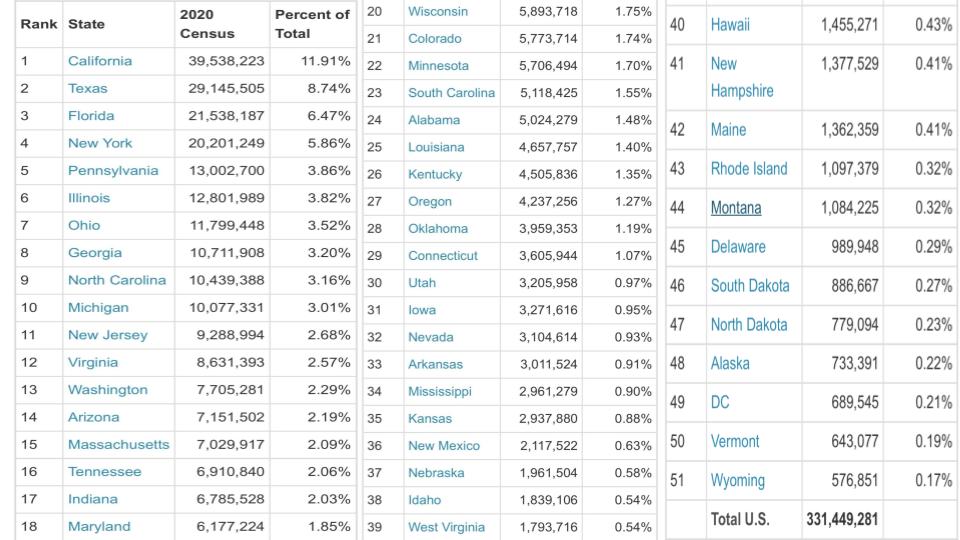 Rank State 2020 Census Percent of Total
1 California 39,538,223 11.91%
2 Texas 29,145,505 8.74%
3 Florida 21,538,187 6.47%
4 New York 20,201,249 5.86%
5 Pennsylvania 13,002,700 3.86%
6 Illinois 12,801,989 3.82%
7 Ohio 11,799,448 3.52%
8 Georgia 10,711,908 3.20%
9 North Carolina 10,439,388 3.16%
10 Michigan 10,077,331 3.01%
11 New Jersey 9,288,994 2.68%
12 Virginia 8,631,393 2.57%
13 Washington 7,705,281 2.29%
14 Arizona 7,151,502 2.19%
15 Massachusetts 7,029,917 2.09%
16 Tennessee 6,910,840 2.06%
17 Indiana 6,785,528 2.03%
18 Maryland 6,177,224 1.85%
20 Wisconsin 5,893,718 1.75%
21 Colorado 5,773,714 1.74%
22 Minnesota 5,706,494 1.70%
23 South Carolina 5,118,425 1.55%
24 Alabama 5,024,279 1.48%
25 Louisiana 4,657,757 1.40%
26 Kentucky 4,505,836 1.35%
27 Oregon 4,237,256 1.27%
28 Oklahoma 3,959,353 1.19%
29 Connecticut 3,605,944 1.07%
30 Utah 3,205,958 0.97%
31 Iowa 3,271,616 0.95%
32 Nevada 3,104,614 0.93%
33 Arkansas 3,011,524 0.91%
34 Mississippi 2,961,279 0.90%
35 Kansas 2,937,880 0.88%
36 New Mexico 2,117,522 0.63%
37 Nebraska 1,961,504 0.58%
38 Idaho 1,839,106 0.54%
39 West Virginia 1,793,716 0.54%
40 Hawaii 1,455,271 0.43%
41 New Hampshire 1,377,529 0.41%
42 Maine 1,362,359 0.41%
43 Rhode Island 1,097,379 0.32%
44 Montana 1,084,225 0.32%
45 Delaware 989,948 0.29%
46 South Dakota 886,667 0.27%
47 North Dakota 779,094 0.23%
48 Alaska 733,391 0.22%
49 DC 689,545 0.21%
50 Vermont 643,077 0.19%
51 Wyoming 576,851 0.17%
Total U.S. 331,449,281